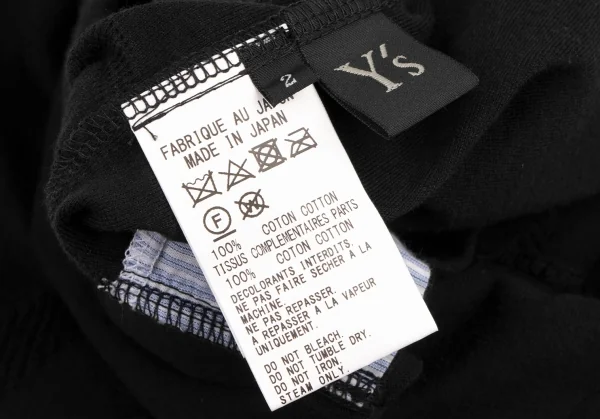 Y's
2
FABRIQUE AU JAPON
MADE IN JAPAN
F
W
100% COTON COTTON
TISSUS COMPLEMENTAIRES PARTS
100% COTON COTTON
DECOLORANTS INTERDITS.
NE PAS FAIRE SECHER À LA
MACHINE.
NE PAS REPASSER.
A REPASSER À LA VAPEUR
UNIQUEMENT.
DO NOT BLEACH.
DO NOT TUMBLE DRY.
DO NOT IRON.
STEAM ONLY.